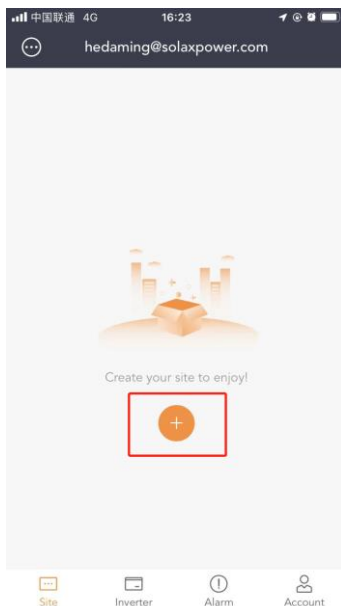 中国联通 4G 16:23
hedaming@solaxpower.com
Create your site to enjoy!
Site Inverter Alarm Account